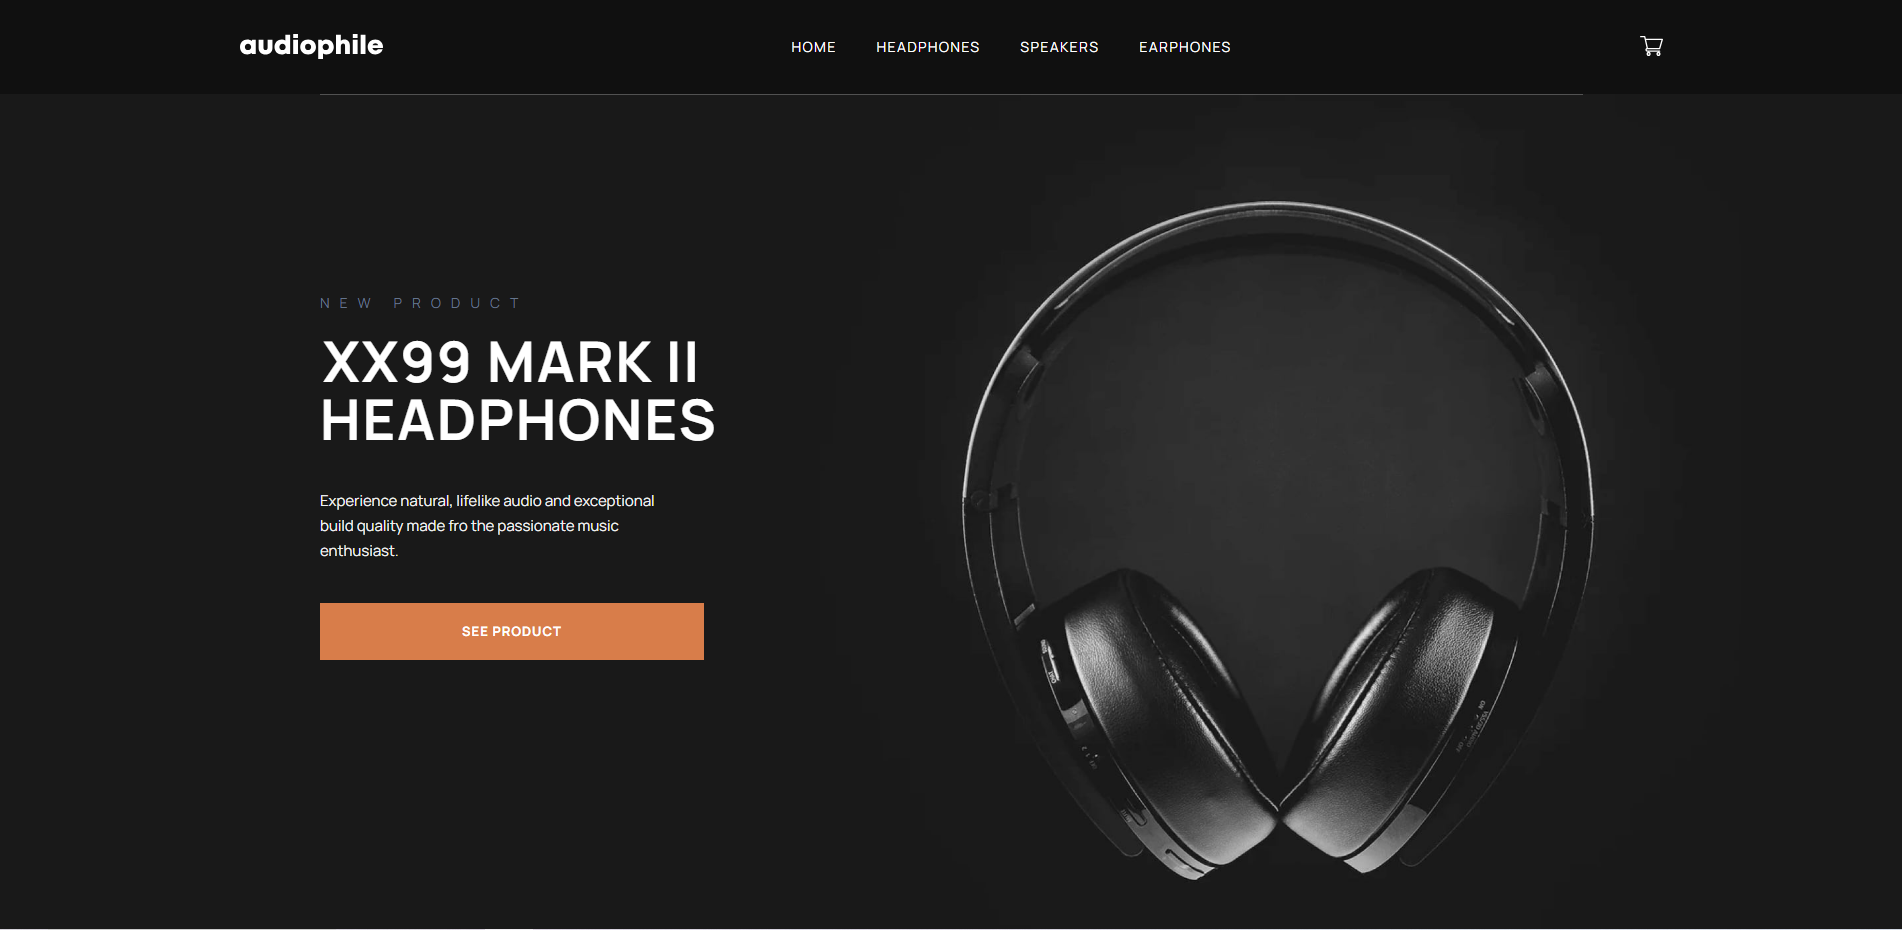 audiophile
HOME HEADPHONES SPEAKERS EARPHONES
NEW PRODUCT
XX99 MARK II
HEADPHONES
Experience natural, lifelike audio and exceptional
build quality made fro the passionate music
enthusiast.
SEE PRODUCT